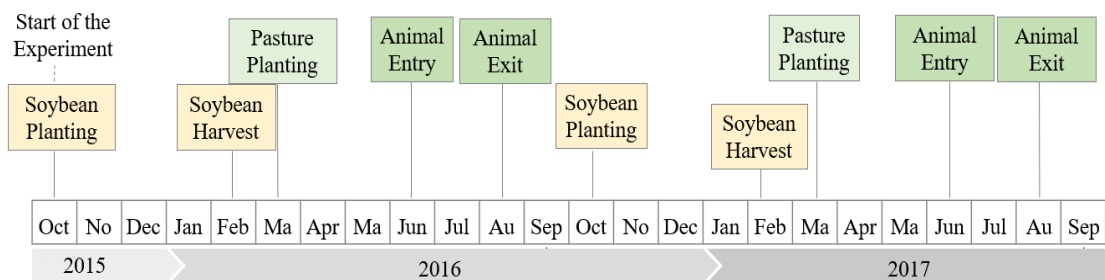 Start of the
Experiment
Soybean
Planting
Soybean
Harvest
Pasture
Planting
Animal
Entry
Animal
Exit
Soybean
Planting
Soybean
Harvest
Pasture
Planting
Animal
Entry
Animal
Exit
Oct No Dec Jan Feb Ma Apr Ma Jun Jul Au Sep Oct No Dec Jan Feb Ma Apr Ma Jun Jul Au Sep
2015 2016 2017